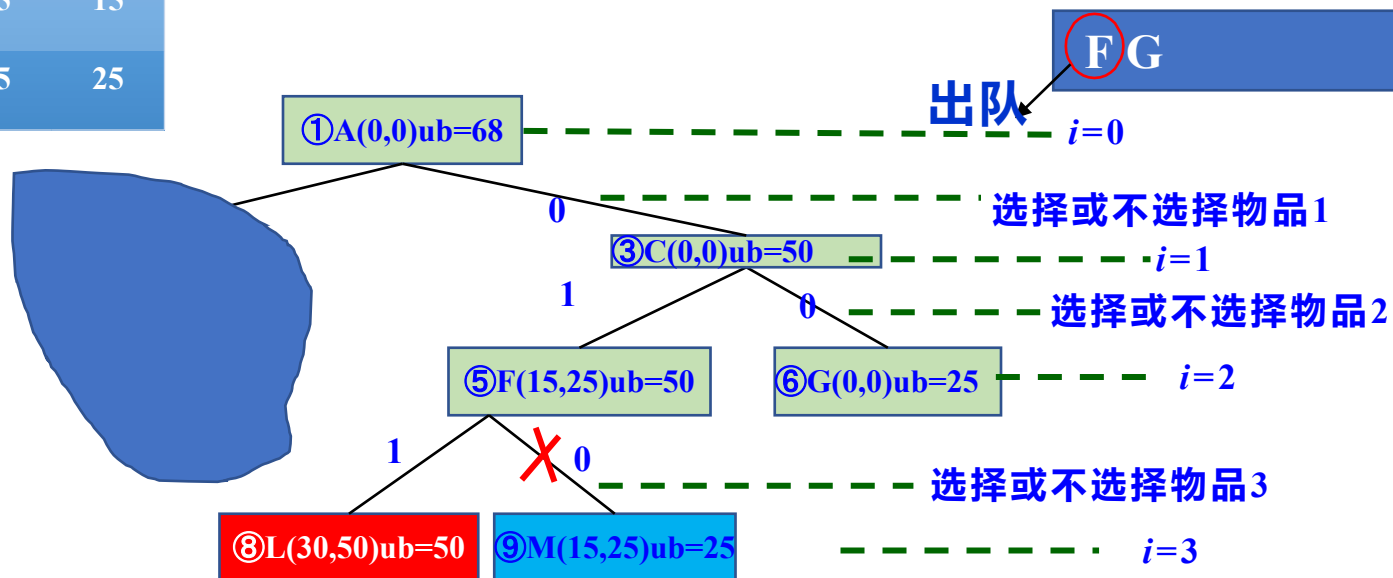 15
5 25
F G
出队
①A(0,0)ub=68
i=0
0
选择或不选择物品1
③C(0,0)ub=50
i=1
1
0
选择或不选择物品2
⑤F(15,25)ub=50
⑥G(0,0)ub=25
i=2
1
0
选择或不选择物品3
⑧L(30,50)ub=50
⑨M(15,25)ub=25
i=3